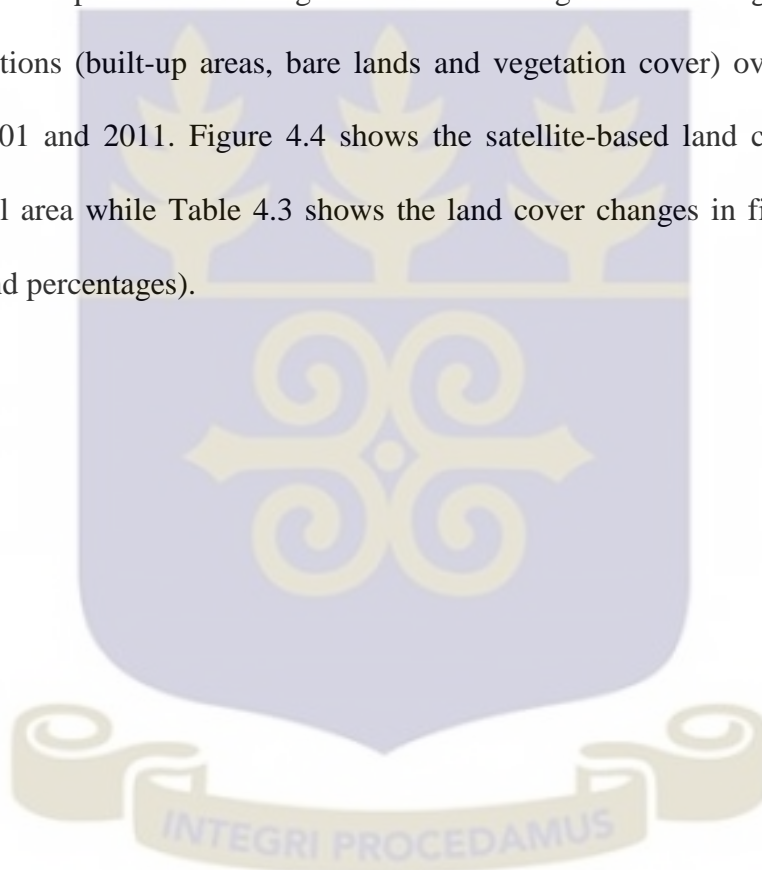 tions (built-up areas, bare lands and vegetation cover) ov
01 and 2011. Figure 4.4 shows the satellite-based land c
l area while Table 4.3 shows the land cover changes in fi
nd percentages).
INTEGRI PROCEDAMUS